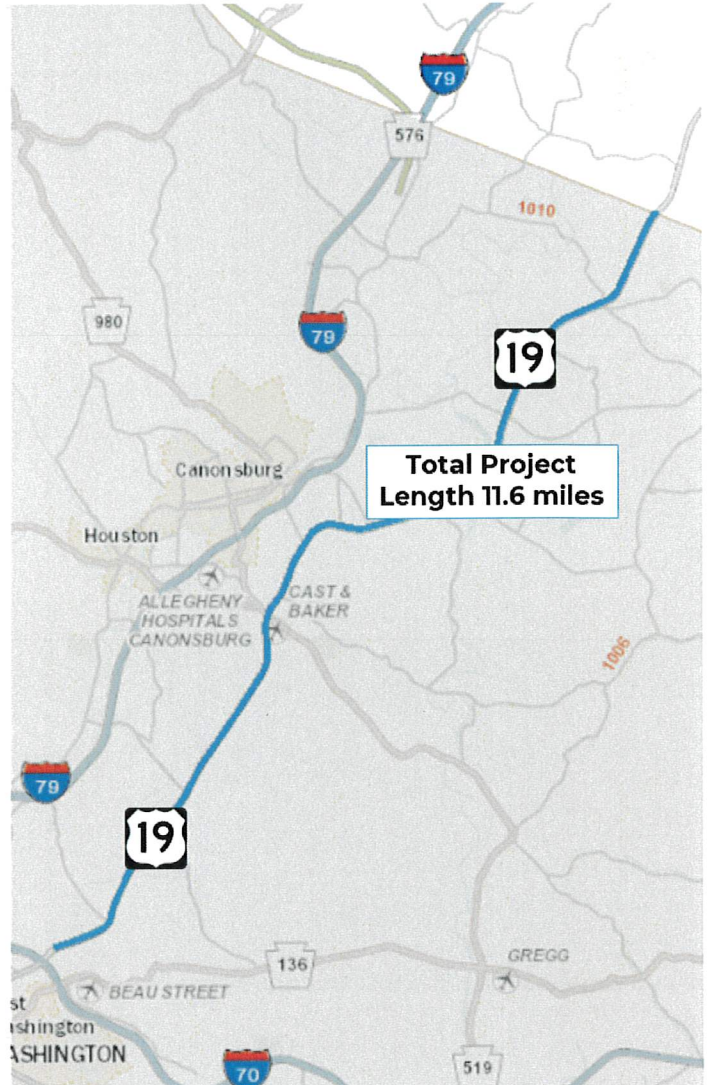 79
576
1010
980
79
19
Total Project
Length 11.6 miles
Canonsburg
Houston
ALLEGHENY
HOSPITALS
CANONSBURG
CAST &
BAKER
1006
79
19
136
GREGG
BEAU STREET
st
ashington
ASHINGTON
70
519